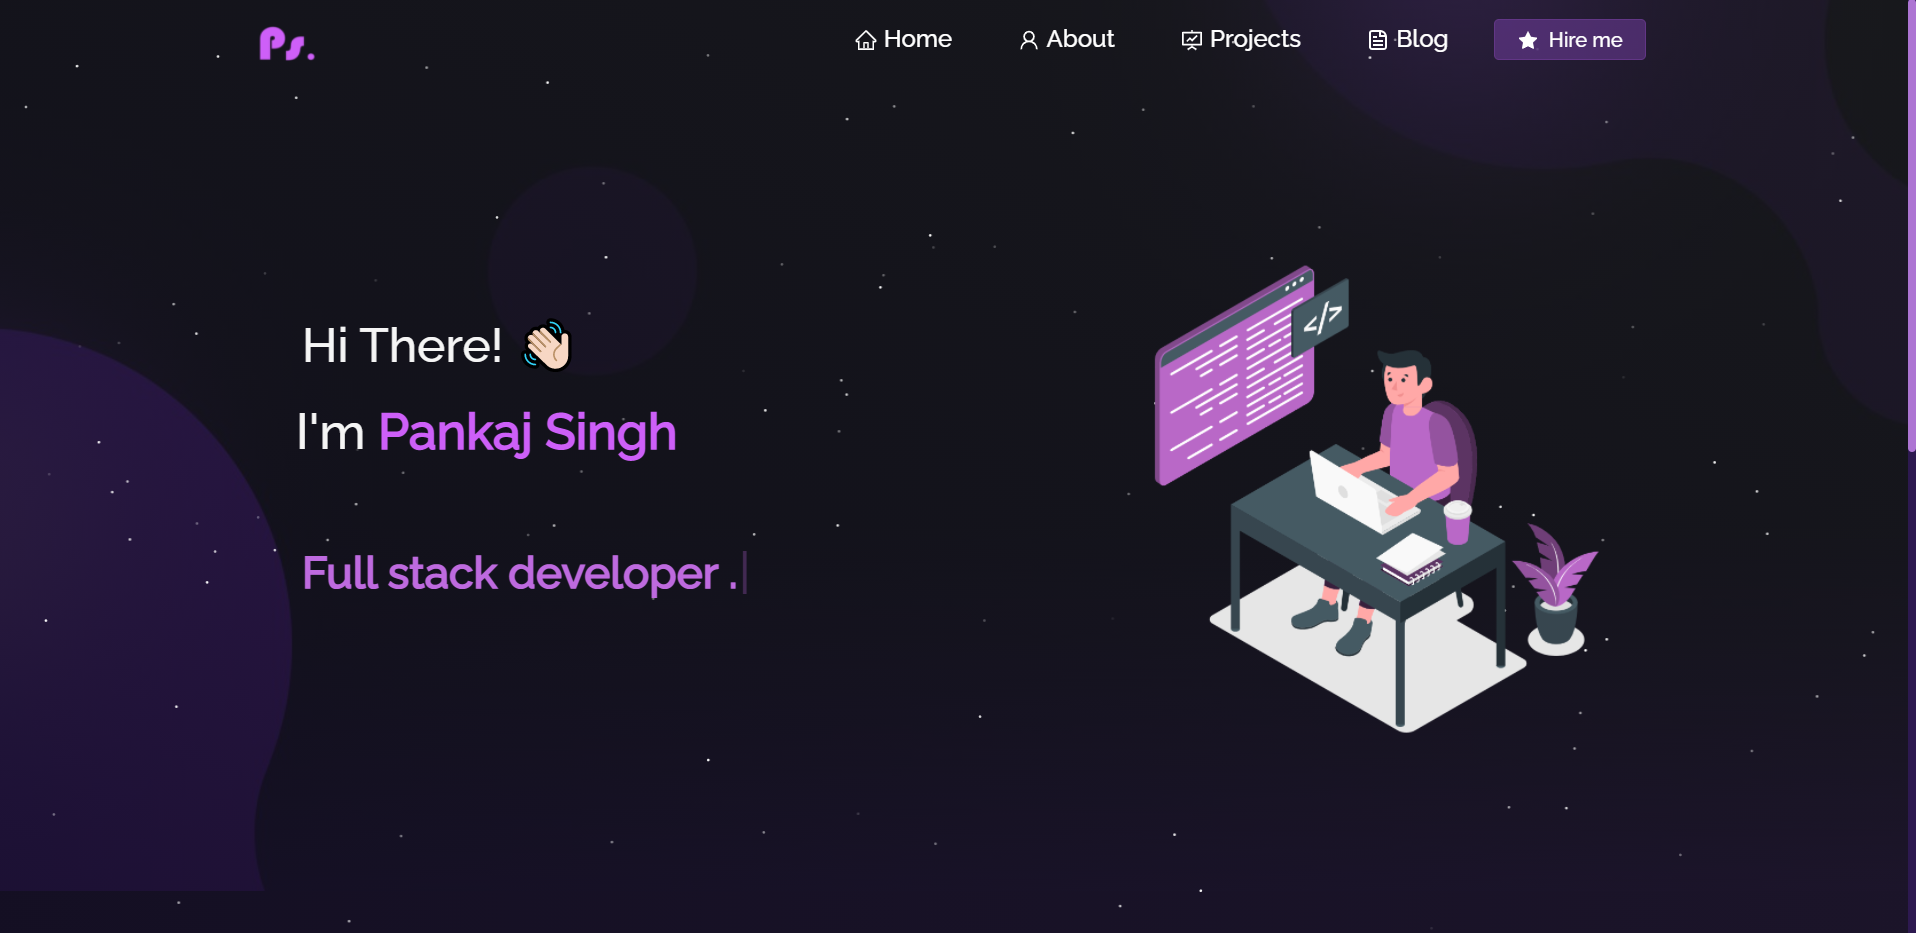 Ps.
Home
About
Projects
Blog
Hire me
Hi There!
I'm Pankaj Singh
Full stack developer .
</>